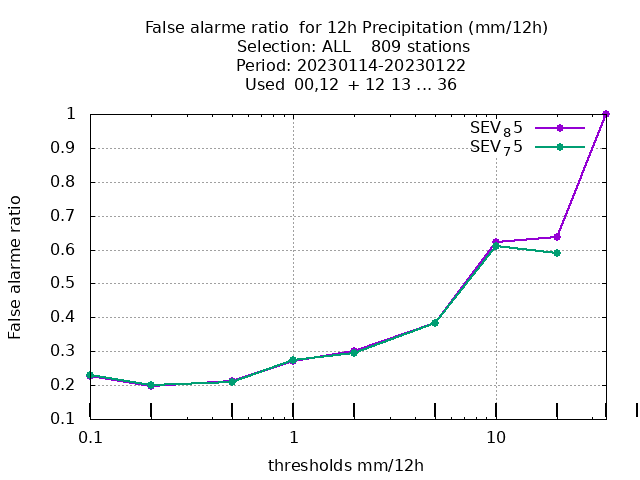 False alarme ratio  for 12h Precipitation (mm/12h)
Selection: ALL    809 stations
Period: 20230114-20230122
Used  00,12  + 12 13 ... 36
SEV₈5
SEV₇5
1
0.9
0.8
0.7
0.6
0.5
0.4
0.3
0.2
0.1
False alarme ratio
0.1
1
10
thresholds mm/12h